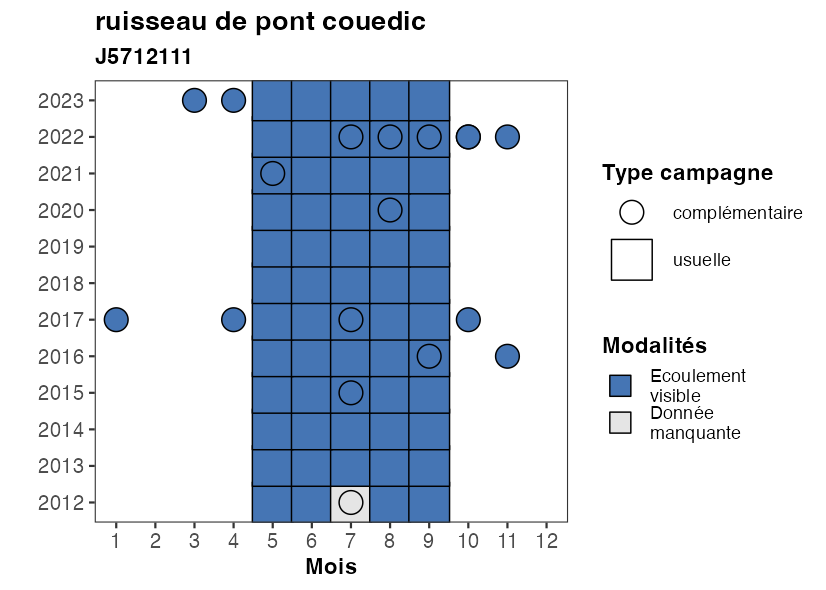 ruisseau de pont couedic
J5712111
2023
2022
2021
2020
2019
2018
2017
2016
2015
2014
2013
2012
1 2 3 4 5 6 7 8 9 10 11 12
Mois
Type campagne
complémentaire
usuelle
Modalités
Ecoulement
visible
Donnée
manquante